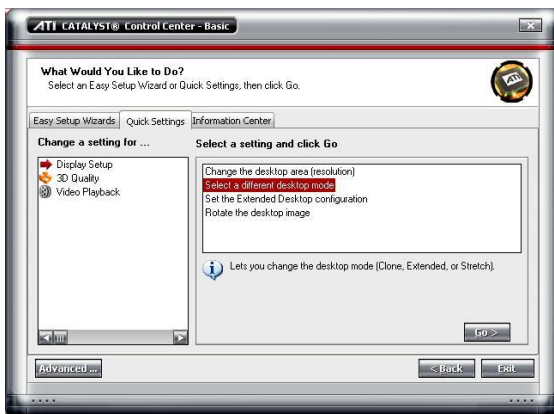 ATI CATALYST® Control Center - Basic
What Would You Like to Do?
Select an Easy Setup Wizard or Quick Settings, then click Go.
ATI
Easy Setup Wizards Quick Settings Information Center
Change a setting for ...
Display Setup
3D Quality
Video Playback
Select a setting and click Go
Change the desktop area (resolution)
Select a different desktop mode
Set the Extended Desktop configuration
Rotate the desktop image
Lets you change the desktop mode (Clone, Extended, or Stretch).
Go >
Advanced ...
< Back
Exit